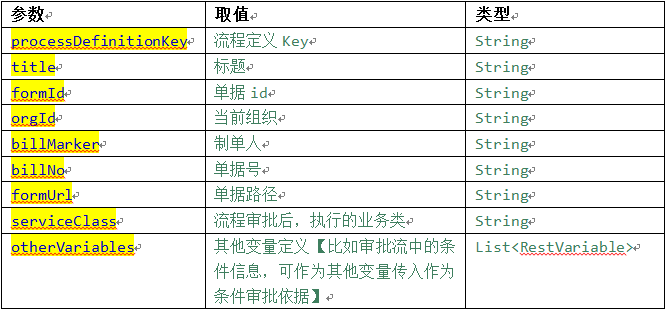 参数 取值 类型
processDefinitionKey 流程定义 Key String
title 标题 String
formId 单据 id String
orgId 当前组织 String
billMarker 制单人 String
billNo 单据号 String
formUrl 单据路径 String
serviceClass 流程审批后，执行的业务类 String
otherVariables 其他变量定义【比如审批流中的条 List<RestVariable>
件信息，可作为其他变量传入作为
条件审批依据】